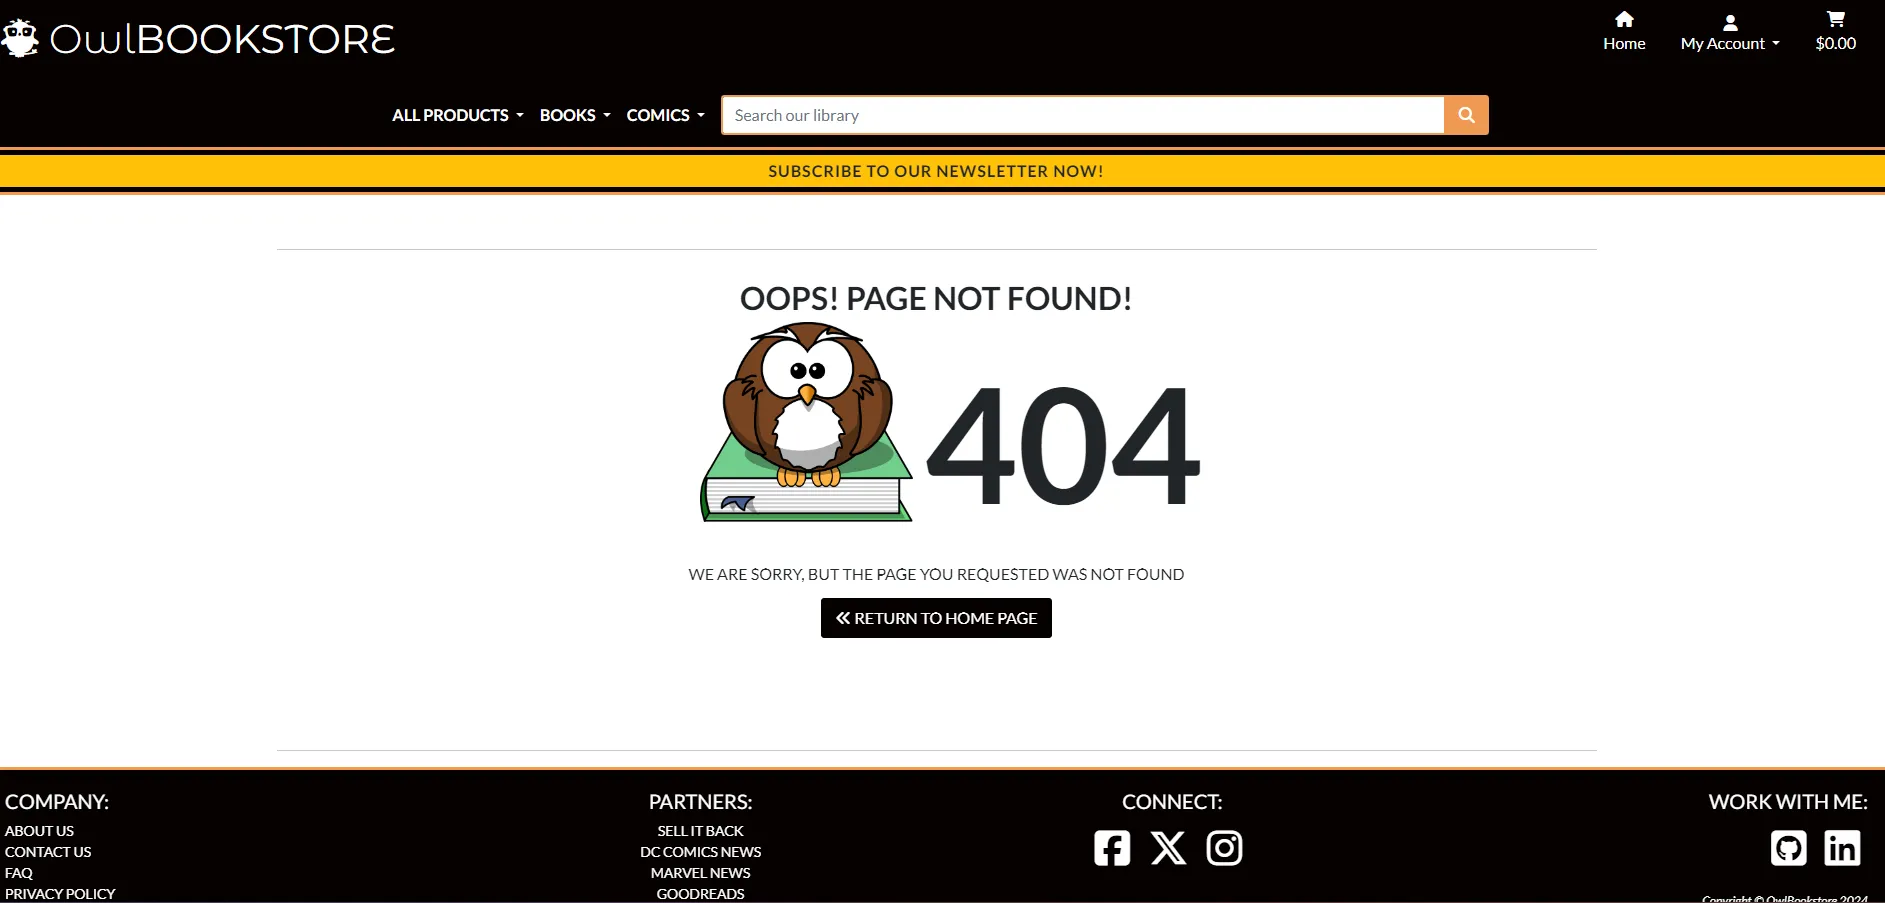 OwlBOOKSTORE
Home
My Account
$0.00
ALL PRODUCTS
BOOKS
COMICS
Search our library
SUBSCRIBE TO OUR NEWSLETTER NOW!
OOPS! PAGE NOT FOUND!
404
WE ARE SORRY, BUT THE PAGE YOU REQUESTED WAS NOT FOUND
« RETURN TO HOME PAGE
COMPANY:
ABOUT US
CONTACT US
FAQ
PRIVACY POLICY
PARTNERS:
SELL IT BACK
DC COMICS NEWS
MARVEL NEWS
GOODREADS
CONNECT:
WORK WITH ME:
Copyright © OwlBookstore 2024